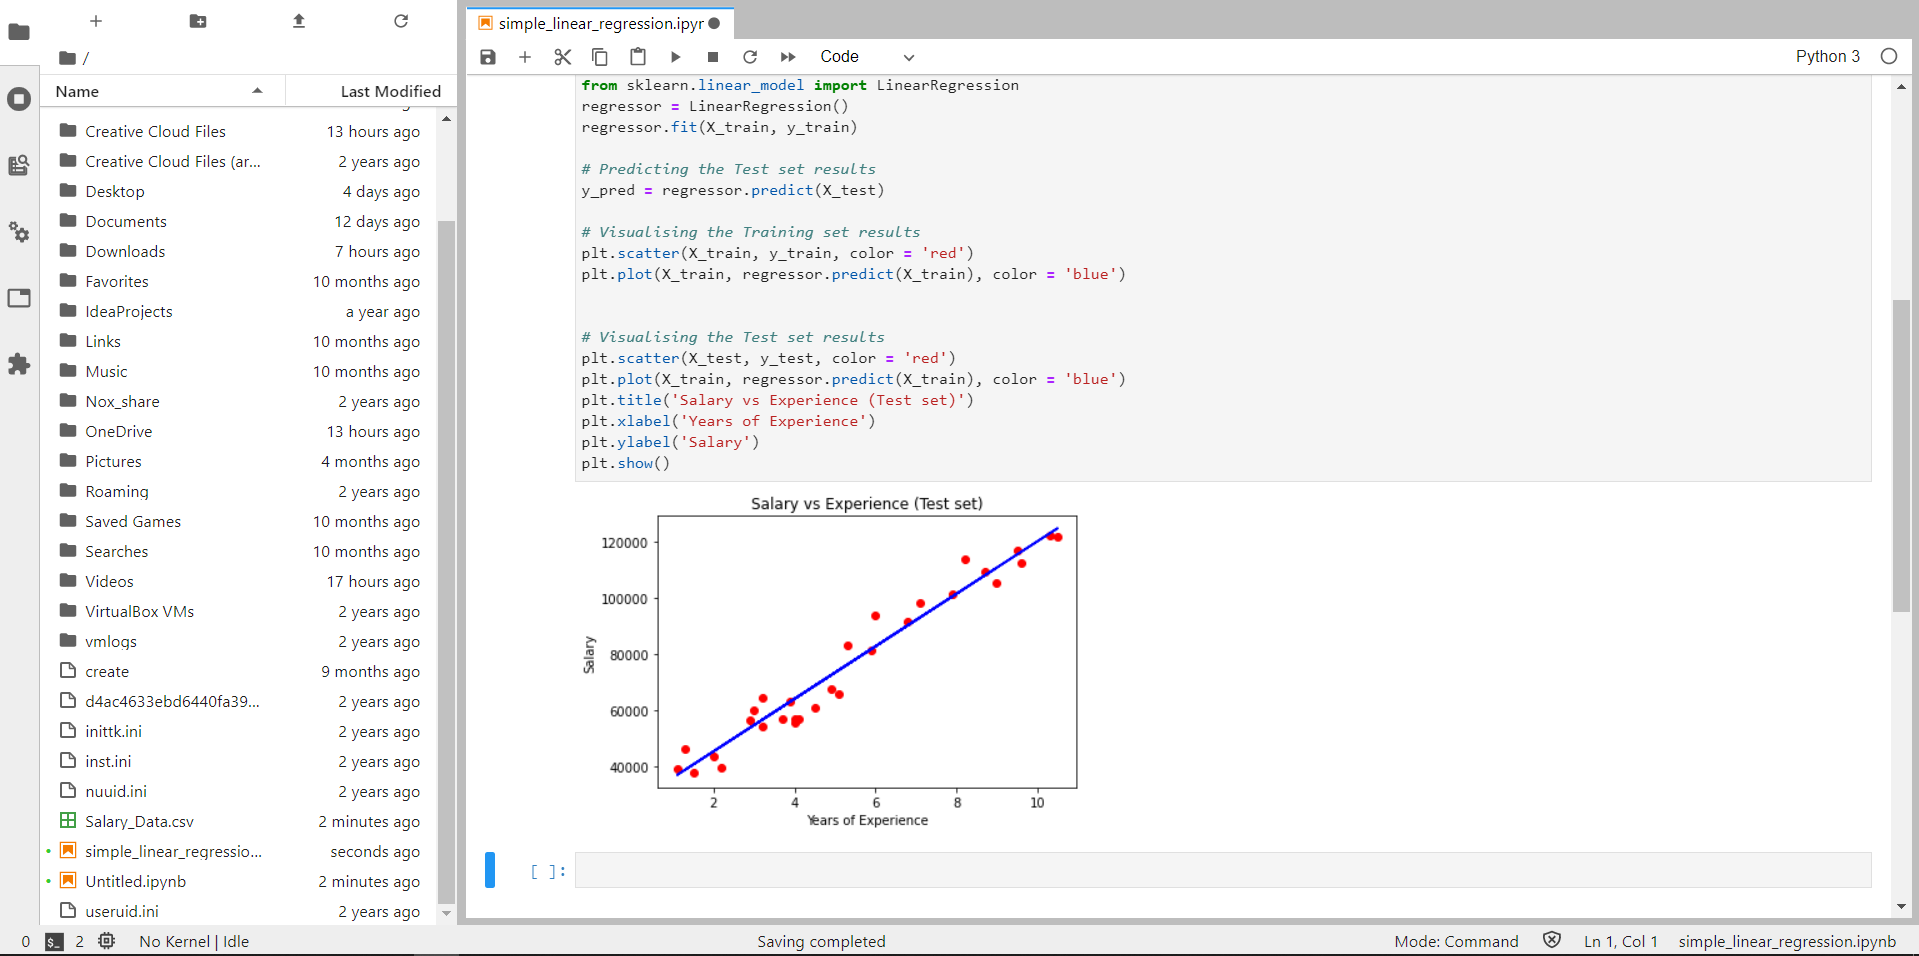 /
Name Last Modified
Creative Cloud Files 13 hours ago
Creative Cloud Files (ar... 2 years ago
Desktop 4 days ago
Documents 12 days ago
Downloads 7 hours ago
Favorites 10 months ago
IdeaProjects a year ago
Links 10 months ago
Music 10 months ago
Nox_share 2 years ago
OneDrive 13 hours ago
Pictures 4 months ago
Roaming 2 years ago
Saved Games 10 months ago
Searches 10 months ago
Videos 17 hours ago
VirtualBox VMs 2 years ago
vmlogs 2 years ago
create 9 months ago
d4ac4633ebd6440fa39... 2 years ago
inittk.ini 2 years ago
inst.ini 2 years ago
nuuid.ini 2 years ago
Salary_Data.csv 2 minutes ago
simple_linear_regressio... seconds ago
Untitled.ipynb 2 minutes ago
useruid.ini 2 years ago
simple_linear_regression.ipyr
Code Python 3
from sklearn.linear_model import LinearRegression
regressor = LinearRegression()
regressor.fit(X_train, y_train)
# Predicting the Test set results
y_pred = regressor.predict(X_test)
# Visualising the Training set results
plt.scatter(X_train, y_train, color = 'red')
plt.plot(X_train, regressor.predict(X_train), color = 'blue')
# Visualising the Test set results
plt.scatter(X_test, y_test, color = 'red')
plt.plot(X_train, regressor.predict(X_train), color = 'blue')
plt.title('Salary vs Experience (Test set)')
plt.xlabel('Years of Experience')
plt.ylabel('Salary')
plt.show()
Salary vs Experience (Test set)
120000
100000
80000
60000
40000
Salary
2 4 6 8 10
Years of Experience
[ ]:
0 $_ 2 No Kernel | Idle Saving completed Mode: Command Ln 1, Col 1 simple_linear_regression.ipynb